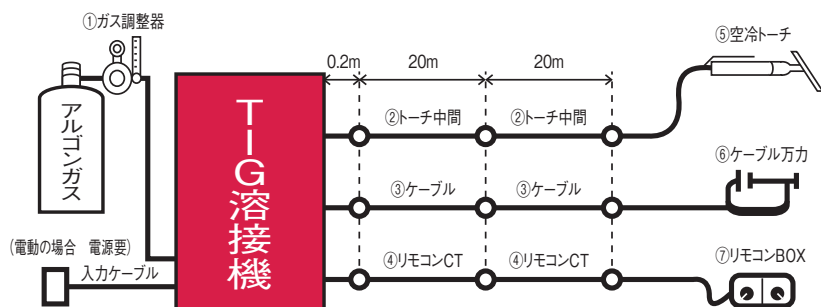 ①ガス調整器
アルゴンガス
(電動の場合　電源要)
入力ケーブル
TIG溶接機
0.2m 20m 20m
②トーチ中間 ②トーチ中間
③ケーブル ③ケーブル
④リモコンCT ④リモコンCT
⑤空冷トーチ
⑥ケーブル万力
⑦リモコンBOX